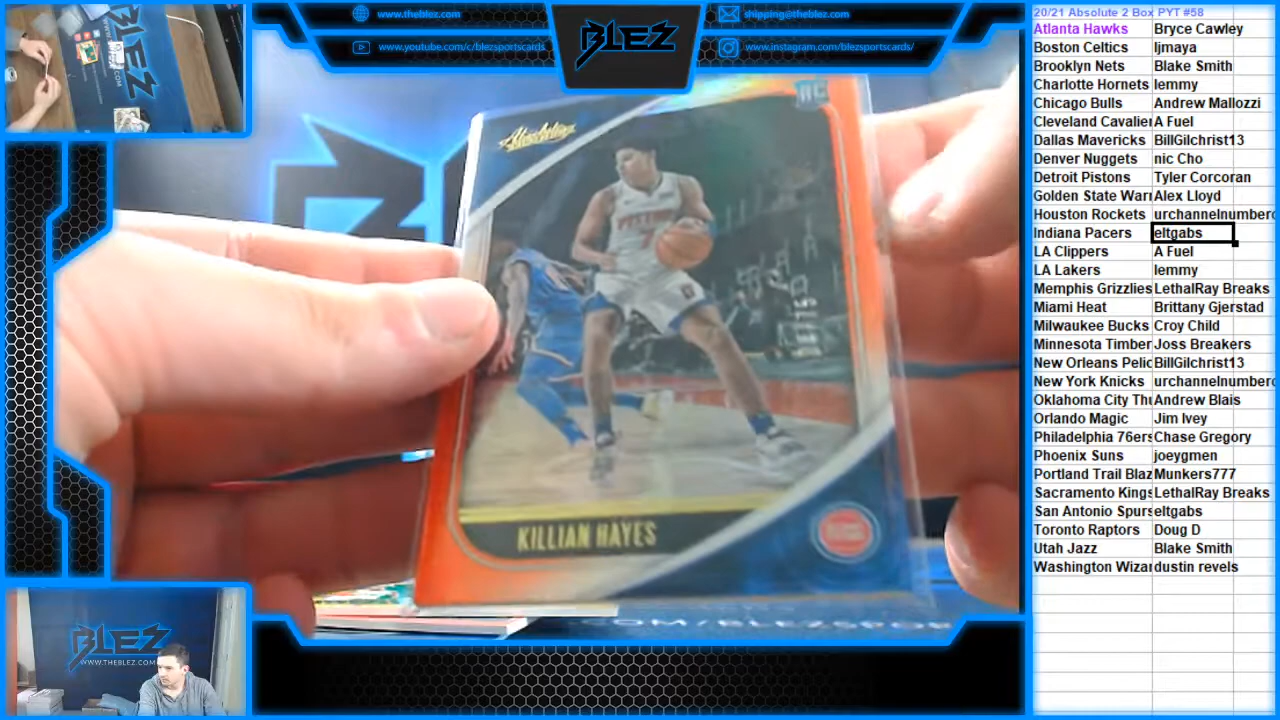 www.theblez.com
shipping@theblez.com
www.youtube.com/c/blezsportscards
www.instagram.com/blezsportscards/
BLEZ
Absolute
RC
KILLIAN HAYES
BLEZ
WWW.THEBLEZ.COM
20/21 Absolute 2 Box PYT #58
Atlanta Hawks Bryce Cawley
Boston Celtics ljmaya
Brooklyn Nets Blake Smith
Charlotte Hornets lemmy
Chicago Bulls Andrew Mallozzi
Cleveland Cavalier A Fuel
Dallas Mavericks BillGilchrist13
Denver Nuggets nic Cho
Detroit Pistons Tyler Corcoran
Golden State Warr Alex Lloyd
Houston Rockets urchannelnumber
Indiana Pacers eltgabs
LA Clippers A Fuel
LA Lakers lemmy
Memphis Grizzlies LethalRay Breaks
Miami Heat Brittany Gjerstad
Milwaukee Bucks Croy Child
Minnesota Timber Joss Breakers
New Orleans Pelic BillGilchrist13
New York Knicks urchannelnumber
Oklahoma City Thu Andrew Blais
Orlando Magic Jim Ivey
Philadelphia 76ers Chase Gregory
Phoenix Suns joeygmen
Portland Trail Blaz Munkers777
Sacramento Kings LethalRay Breaks
San Antonio Spurs eltgabs
Toronto Raptors Doug D
Utah Jazz Blake Smith
Washington Wizar dustin revels